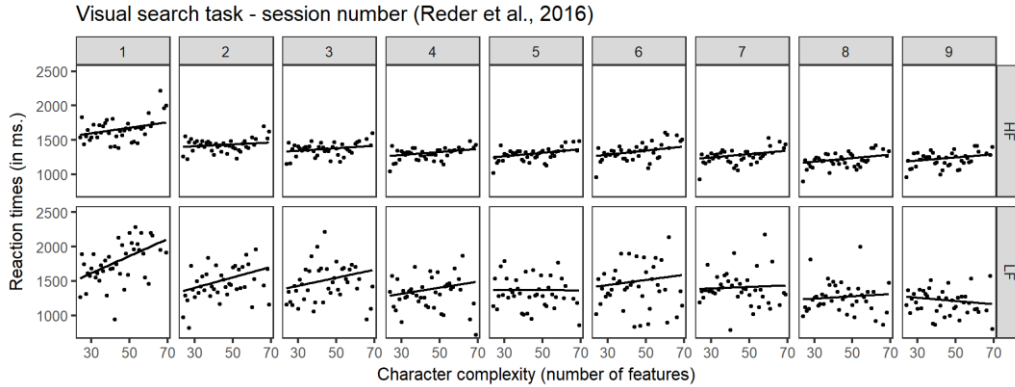 Visual search task - session number (Reder et al., 2016)
1 2 3 4 5 6 7 8 9
2500
2000
1500
1000
HF
2500
2000
1500
1000
LF
Reaction times (in ms.)
30 50 70 30 50 70 30 50 70 30 50 70 30 50 70 30 50 70 30 50 70 30 50 70 30 50 70
Character complexity (number of features)